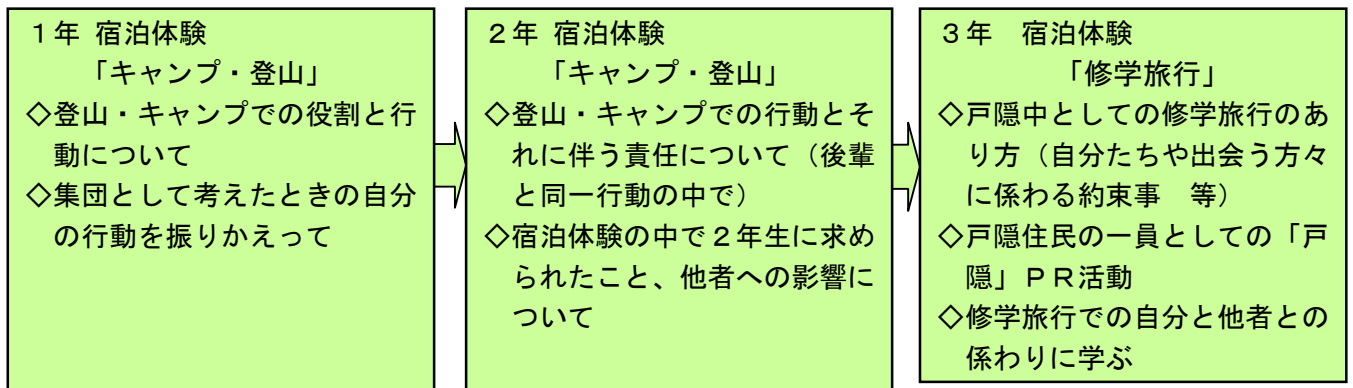 １年 宿泊体験
「キャンプ・登山」
◇登山・キャンプでの役割と行
動について
◇集団として考えたときの自分
の行動を振りかえって
２年 宿泊体験
「キャンプ・登山」
◇登山・キャンプでの行動とそ
れに伴う責任について（後輩
と同一行動の中で）
◇宿泊体験の中で２年生に求め
られたこと、他者への影響に
ついて
３年　宿泊体験
「修学旅行」
◇戸隠中としての修学旅行のあ
り方（自分たちや出会う方々
に係わる約束事　等）
◇戸隠住民の一員としての「戸
隠」ＰＲ活動
◇修学旅行での自分と他者との
係わりに学ぶ